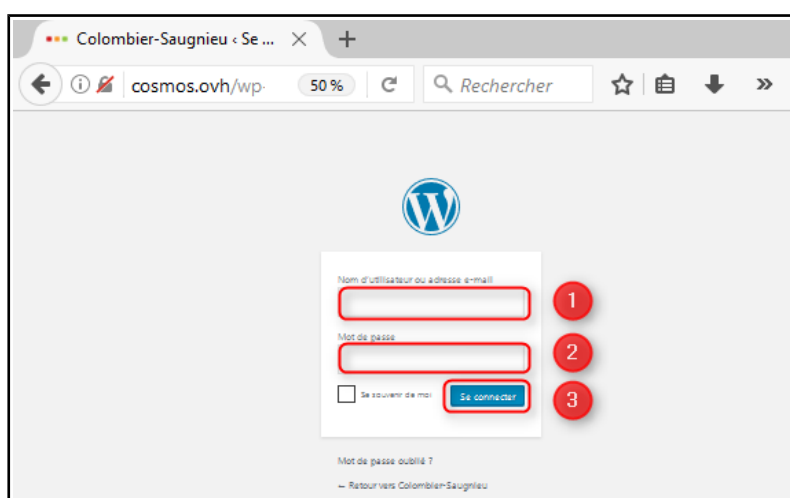 Colombier-Saugnieu ‹ Se ...
cosmos.ovh/wp-
50 %
Rechercher
Nom d'utilisateur ou adresse e-mail
1
Mot de passe
2
Se souvenir de moi
Se connecter
3
Mot de passe oublié ?
← Retour vers Colombier-Saugnieu